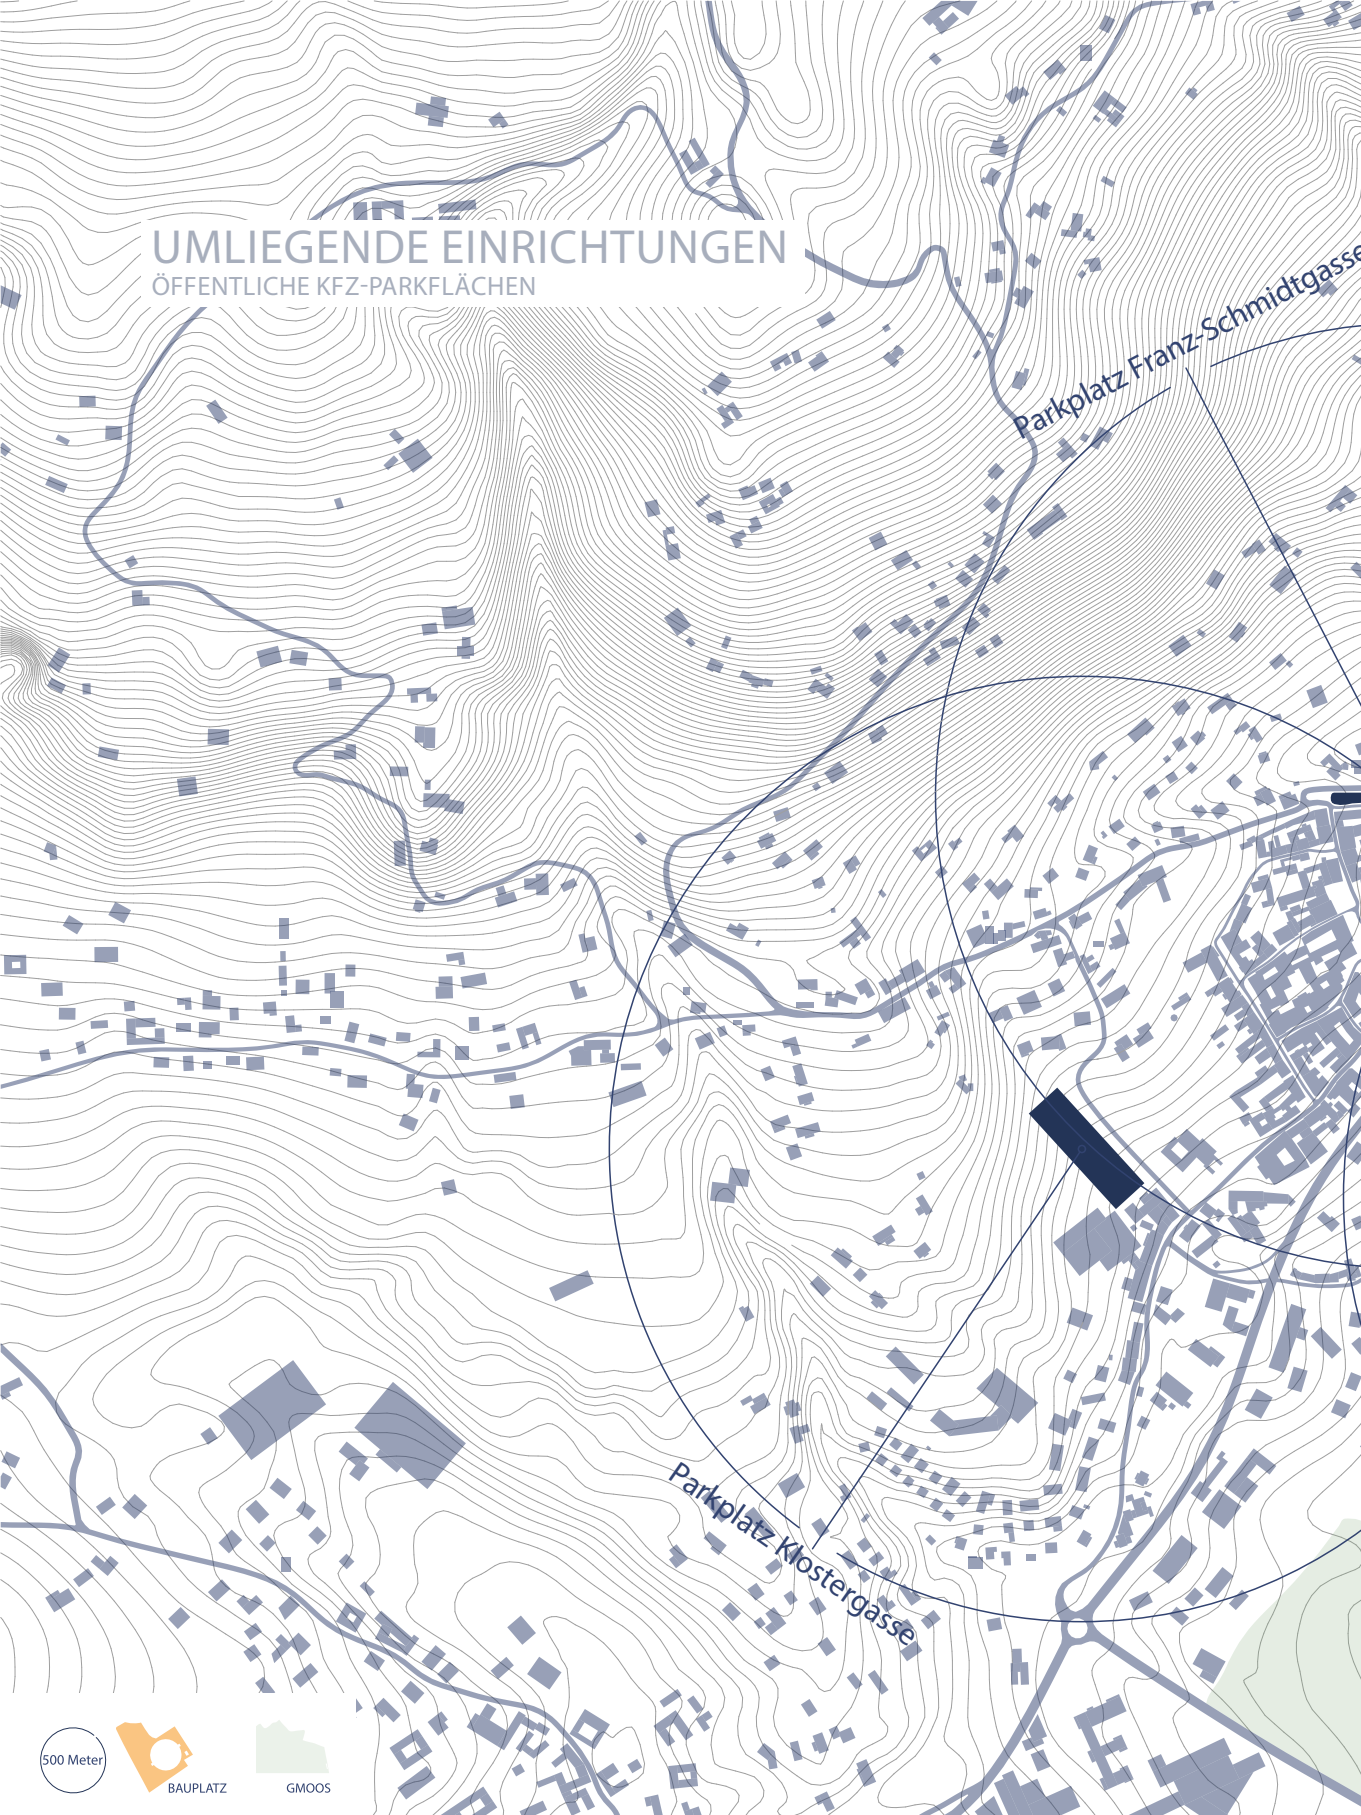 UMLIEGENDE EINRICHTUNGEN
ÖFFENTLICHE KFZ-PARKFLÄCHEN
Parkplatz Franz-Schmidtgasse
Parkplatz Klostergasse
500 Meter
BAUPLATZ
GMOOS